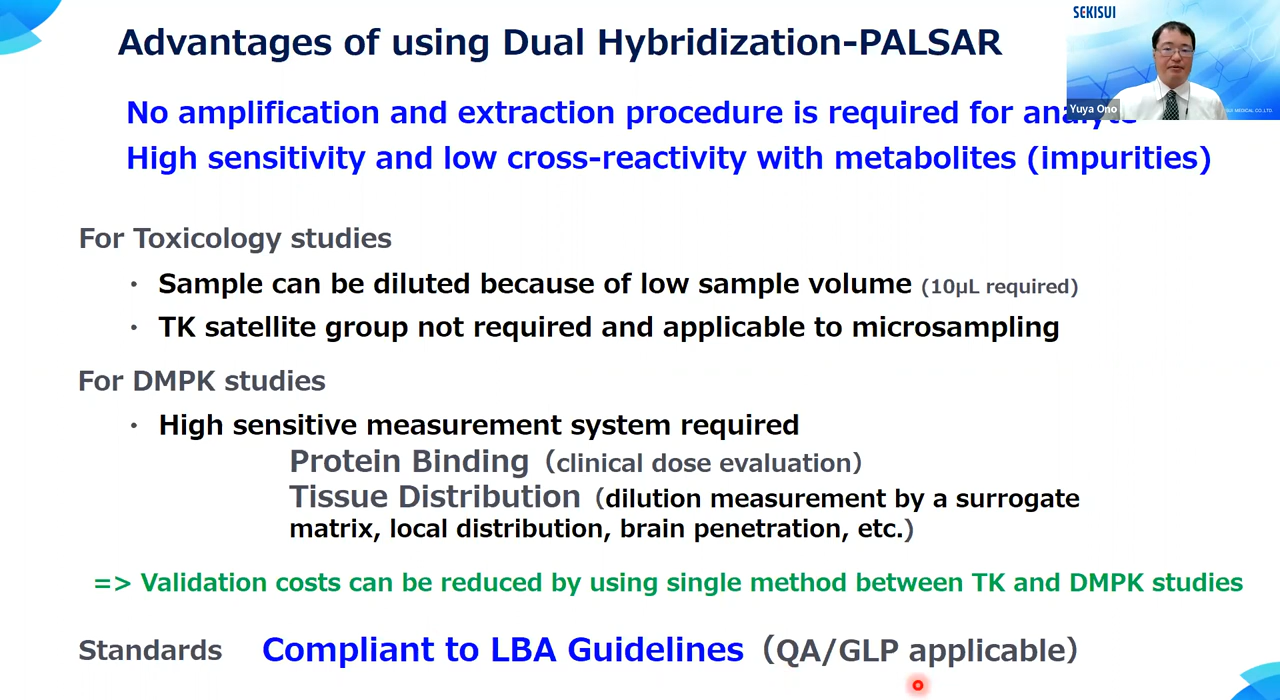 SEKISUI
Advantages of using Dual Hybridization-PALSAR
No amplification and extraction procedure is required for analyte
Yuya Ono
MEDICAL CO.,LTD.
High sensitivity and low cross-reactivity with metabolites (impurities)
For Toxicology studies
・ Sample can be diluted because of low sample volume (10μL required)
・ TK satellite group not required and applicable to microsampling
For DMPK studies
・ High sensitive measurement system required
Protein Binding（clinical dose evaluation）
Tissue Distribution（dilution measurement by a surrogate
matrix, local distribution, brain penetration, etc.）
=> Validation costs can be reduced by using single method between TK and DMPK studies
Standards Compliant to LBA Guidelines（QA/GLP applicable）